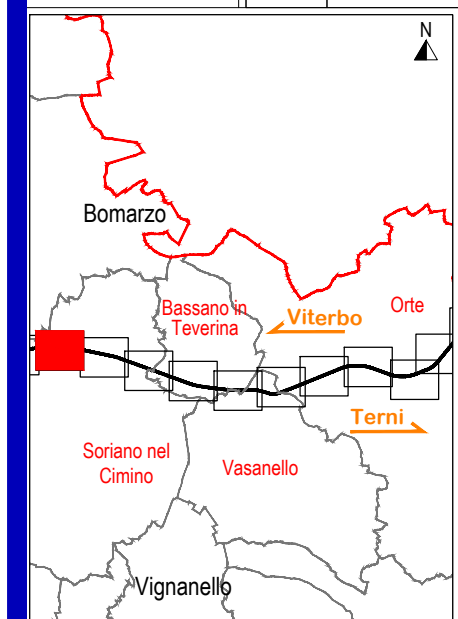 N
Bomarzo
Bassano in
Teverina
Orte
Viterbo
Terni
Soriano nel
Cimino
Vasanello
Vignanello